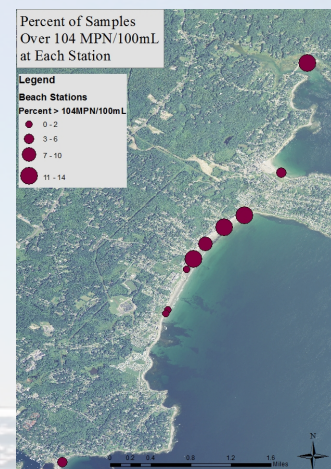 Percent of Samples
Over 104 MPN/100mL
at Each Station
Legend
Beach Stations
Percent > 104MPN/100mL
0 - 2
3 - 6
7 - 10
11 - 14
N
0 0.2 0.4 0.8 1.2 1.6
Miles